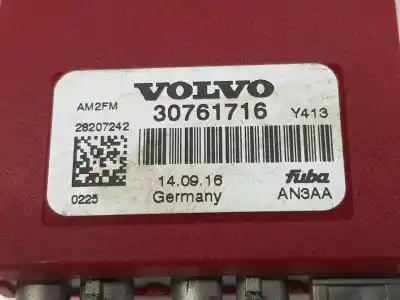 VOLVO
AM2FM 30761716 Y413
28207242
14.09.16 fuba
0225 Germany AN3AA